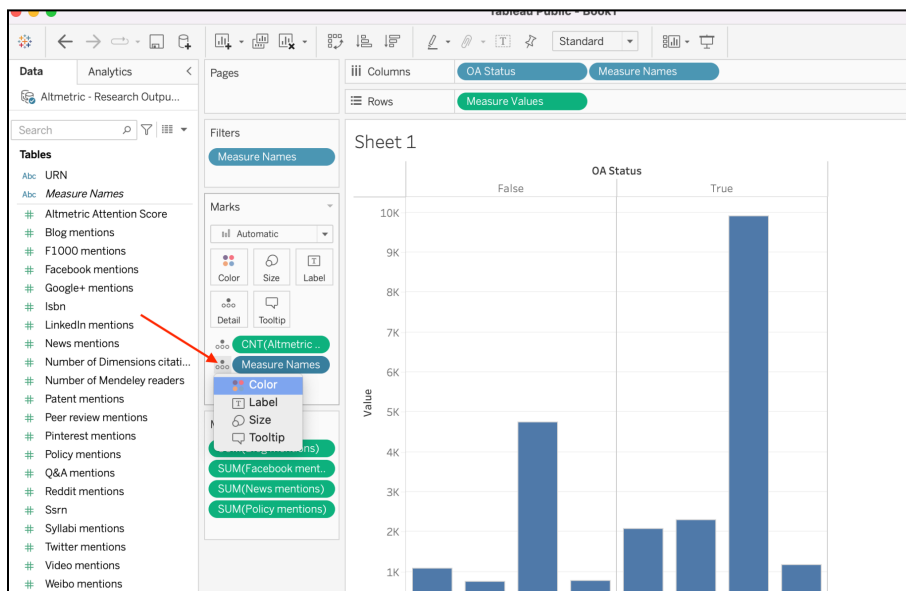 Tableau Public - Book1
Standard
Data
Analytics
Altmetric - Research Outpu...
Search
Tables
Abc URN
Abc Measure Names
# Altmetric Attention Score
# Blog mentions
# F1000 mentions
# Facebook mentions
# Google+ mentions
# Isbn
# LinkedIn mentions
# News mentions
# Number of Dimensions citati...
# Number of Mendeley readers
# Patent mentions
# Peer review mentions
# Pinterest mentions
# Policy mentions
# Q&A mentions
# Reddit mentions
# Ssrn
# Syllabi mentions
# Twitter mentions
# Video mentions
# Weibo mentions
Pages
Filters
Measure Names
Marks
Automatic
Color
Size
Label
Detail
Tooltip
CNT(Altmetric ..
Measure Names
Color
Label
Size
Tooltip
SUM(Facebook ment..
SUM(News mentions)
SUM(Policy mentions)
Columns
OA Status
Measure Names
Rows
Measure Values
Sheet 1
OA Status
False
True
Value
10K
9K
8K
7K
6K
5K
4K
3K
2K
1K